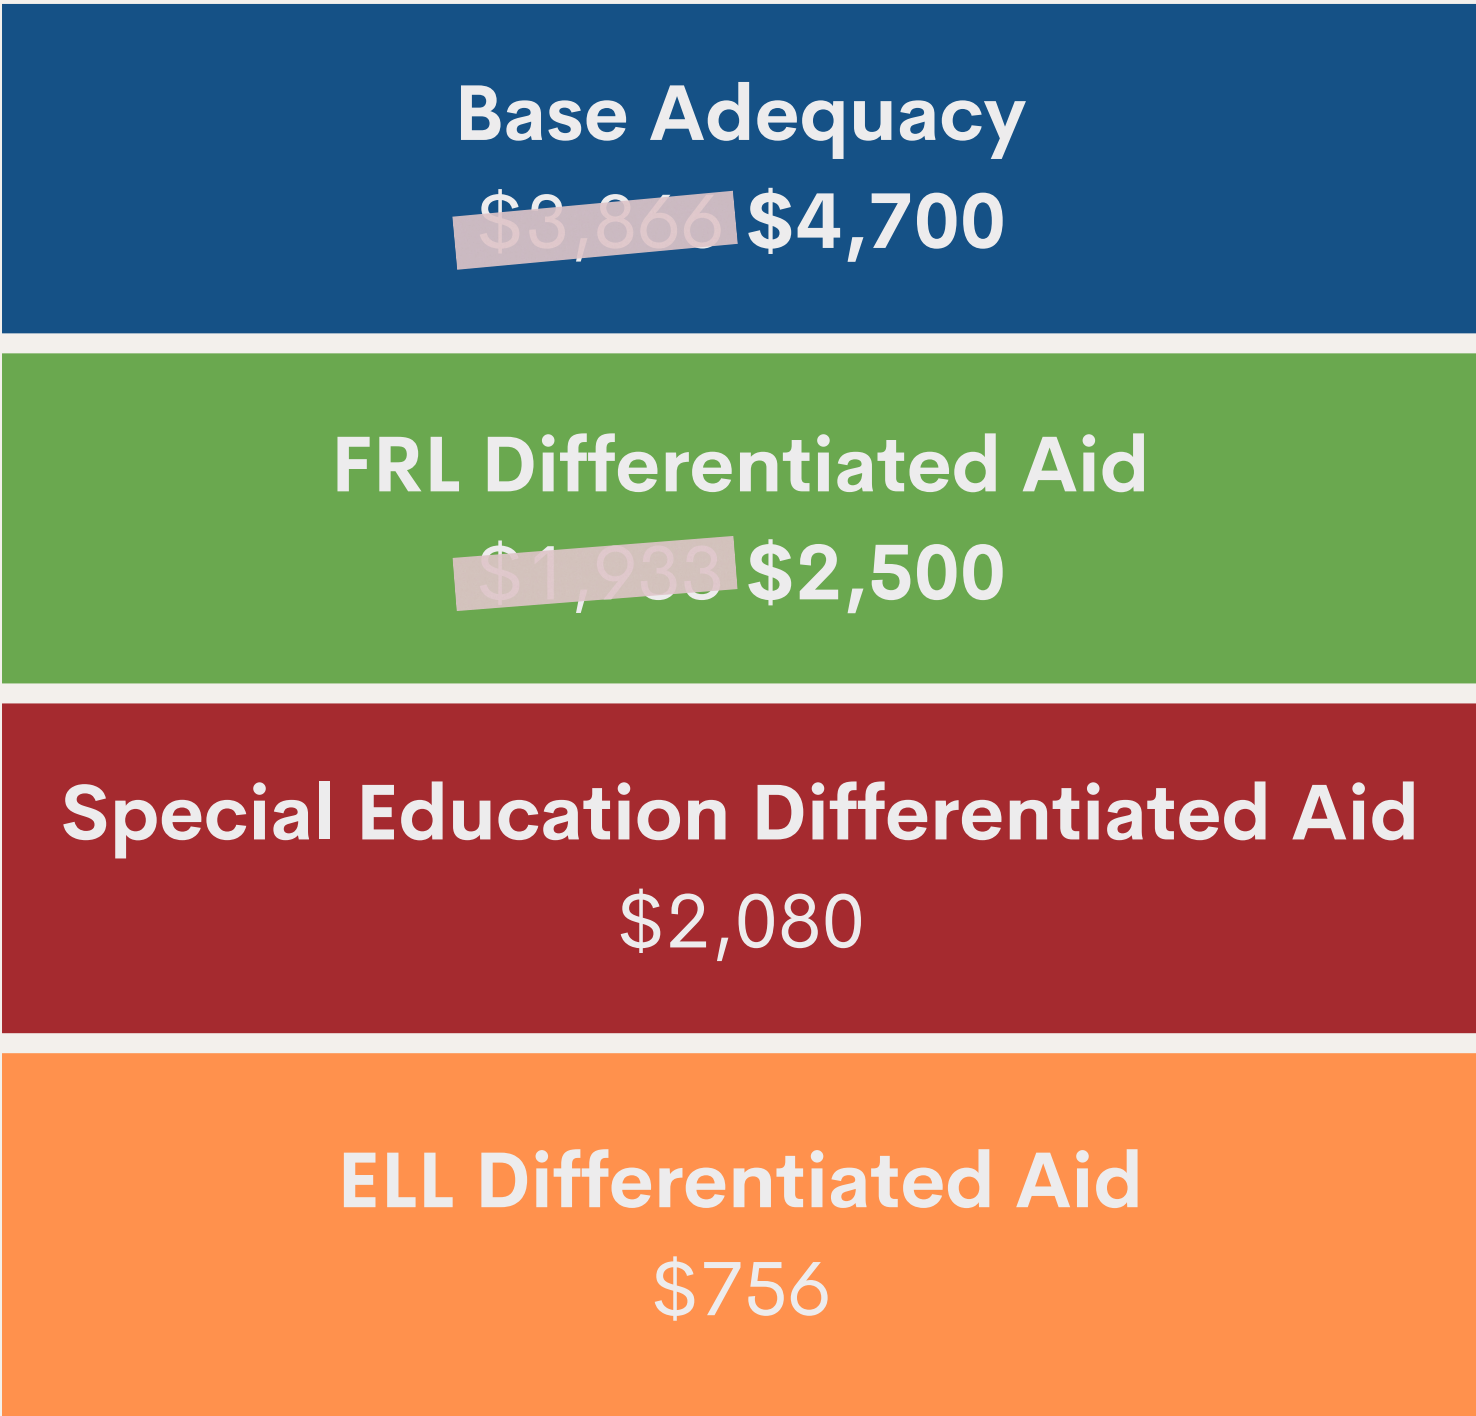 Base Adequacy
$3,866 $4,700
FRL Differentiated Aid
$1,933 $2,500
Special Education Differentiated Aid
$2,080
ELL Differentiated Aid
$756